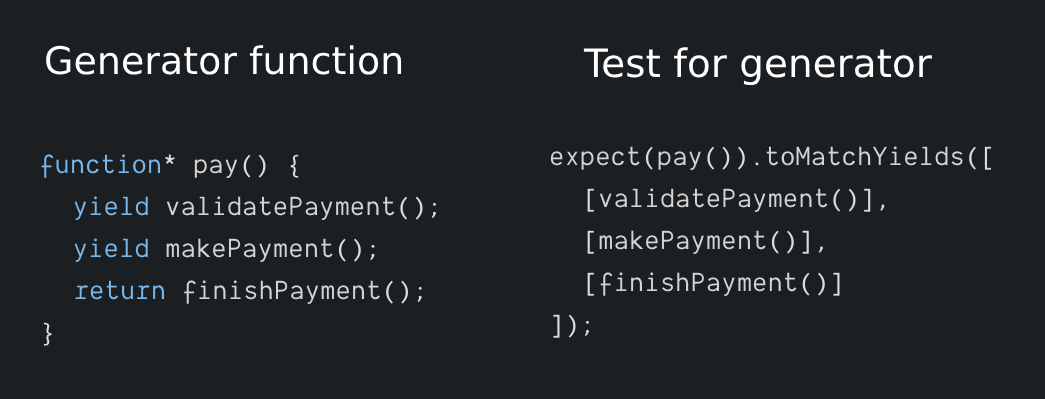 Generator function
function* pay() {
  yield validatePayment();
  yield makePayment();
  return finishPayment();
}
Test for generator
expect(pay()).toMatchYields([
  [validatePayment()],
  [makePayment()],
  [finishPayment()]
]);